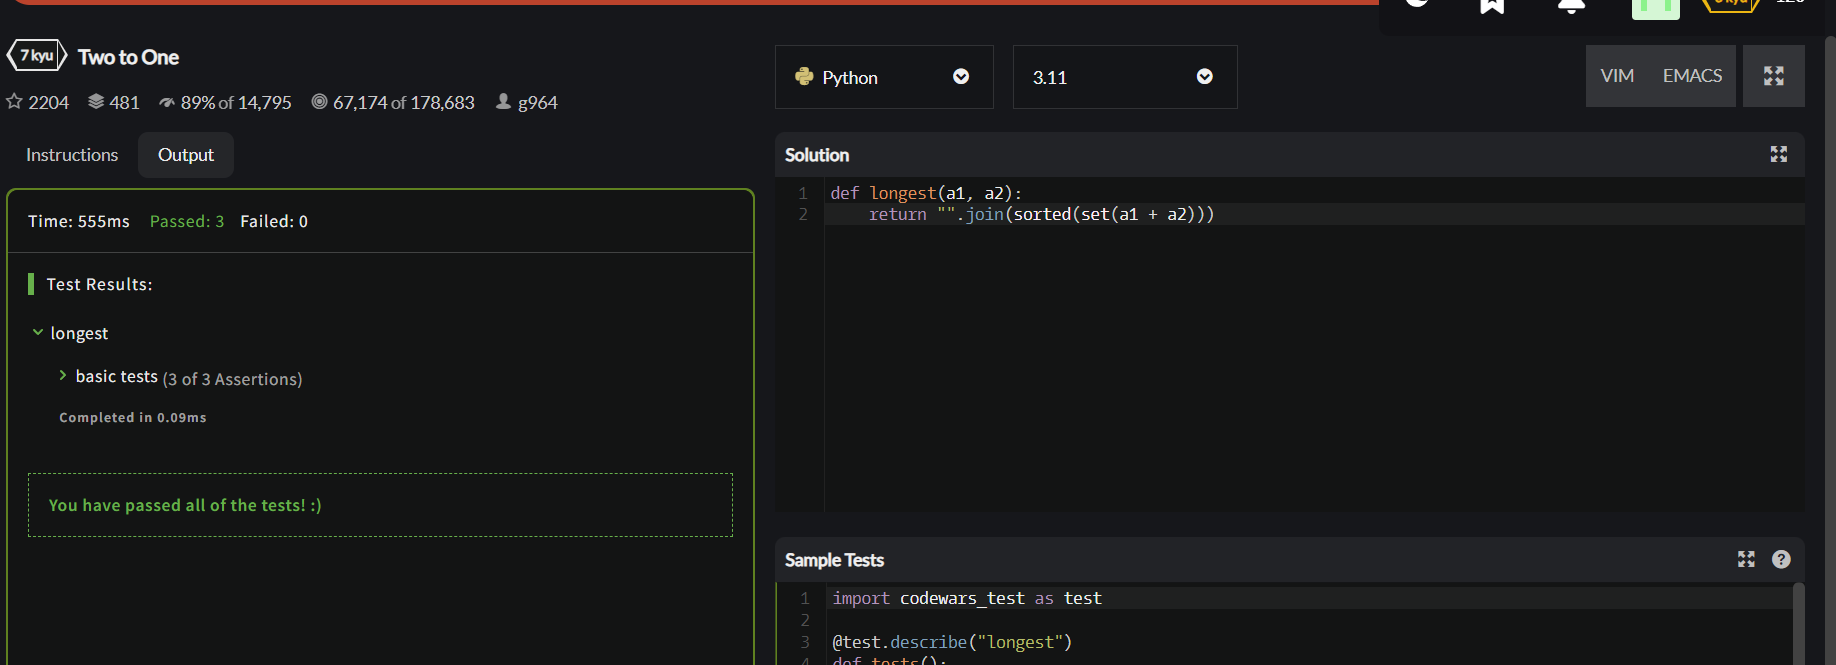 7 kyu Two to One
2204 481 89% of 14,795 67,174 of 178,683 g964
Instructions Output
Time: 555ms Passed: 3 Failed: 0
Test Results:
longest
basic tests (3 of 3 Assertions)
Completed in 0.09ms
You have passed all of the tests! :)
Python 3.11 VIM EMACS
Solution
1 def longest(a1, a2):
2 return "".join(sorted(set(a1 + a2)))
Sample Tests
1 import codewars_test as test
2
3 @test.describe("longest")
4 def tests():